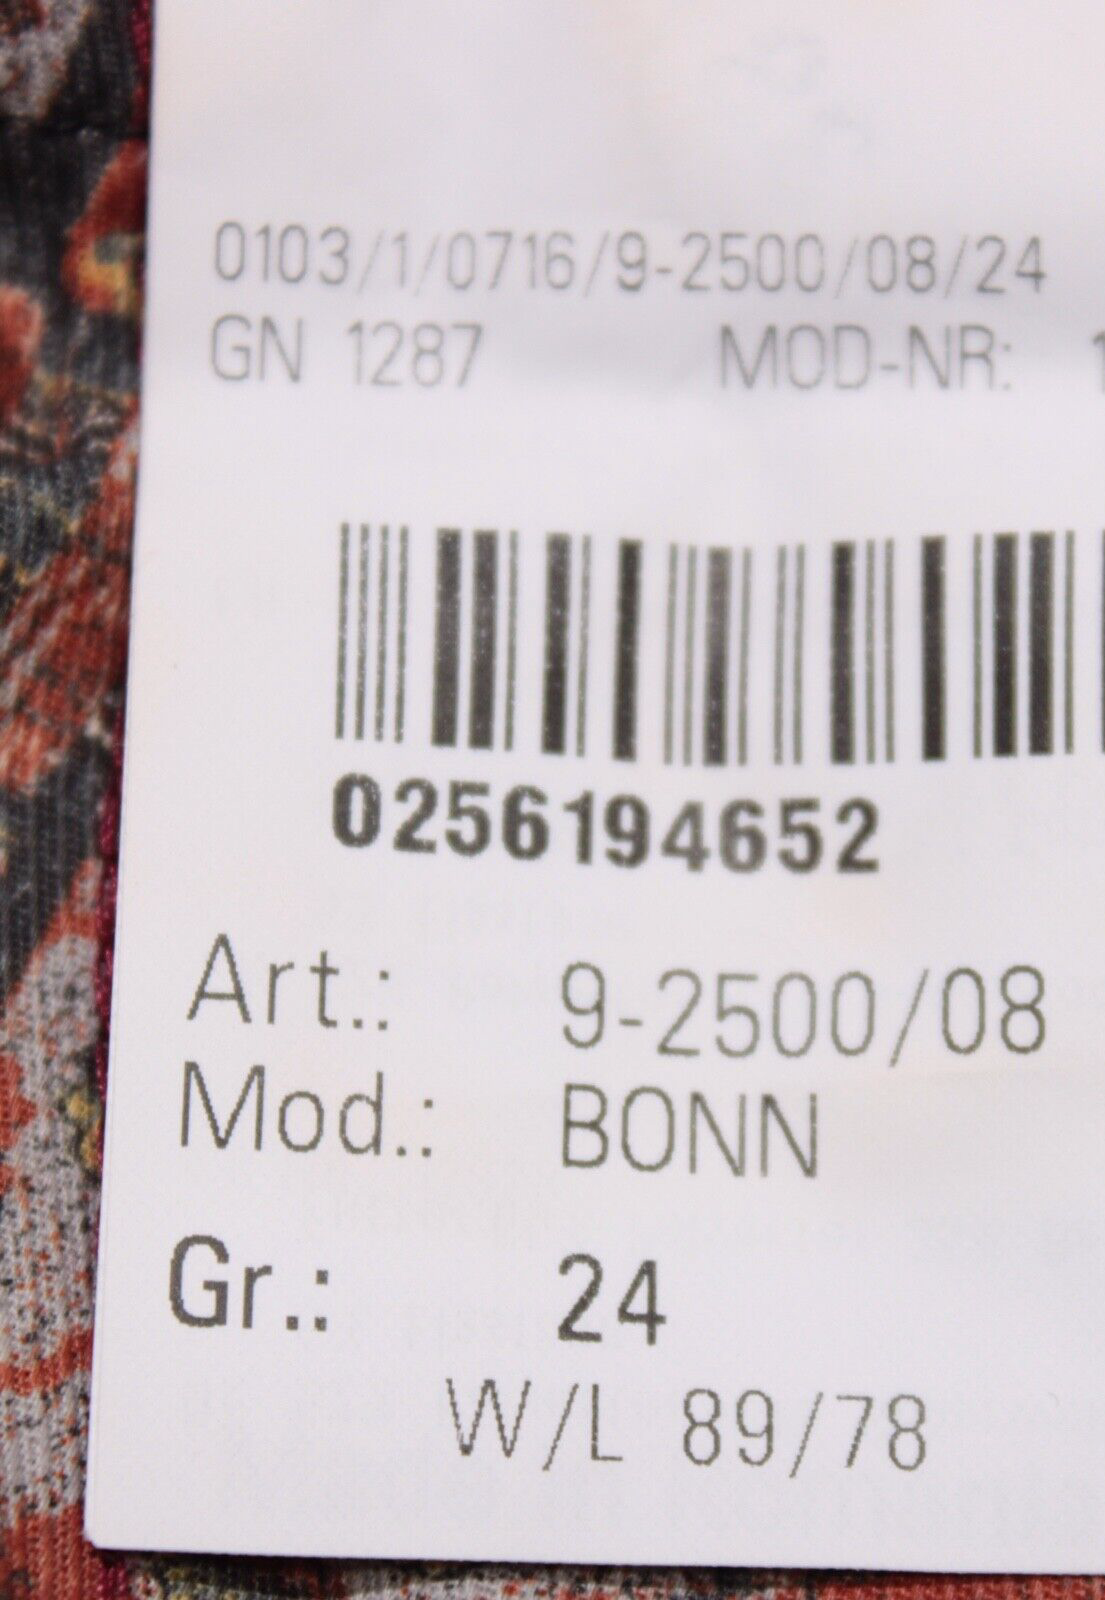 0103/1/0716/9-2500/08/24
GN 1287 MOD-NR: 1
0256194652
Art.: 9-2500/08
Mod.: BONN
Gr.: 24
W/L 89/78